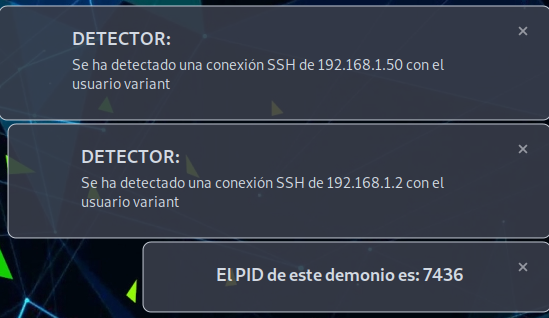 DETECTOR:
Se ha detectado una conexión SSH de 192.168.1.50 con el
usuario variant
DETECTOR:
Se ha detectado una conexión SSH de 192.168.1.2 con el
usuario variant
El PID de este demonio es: 7436